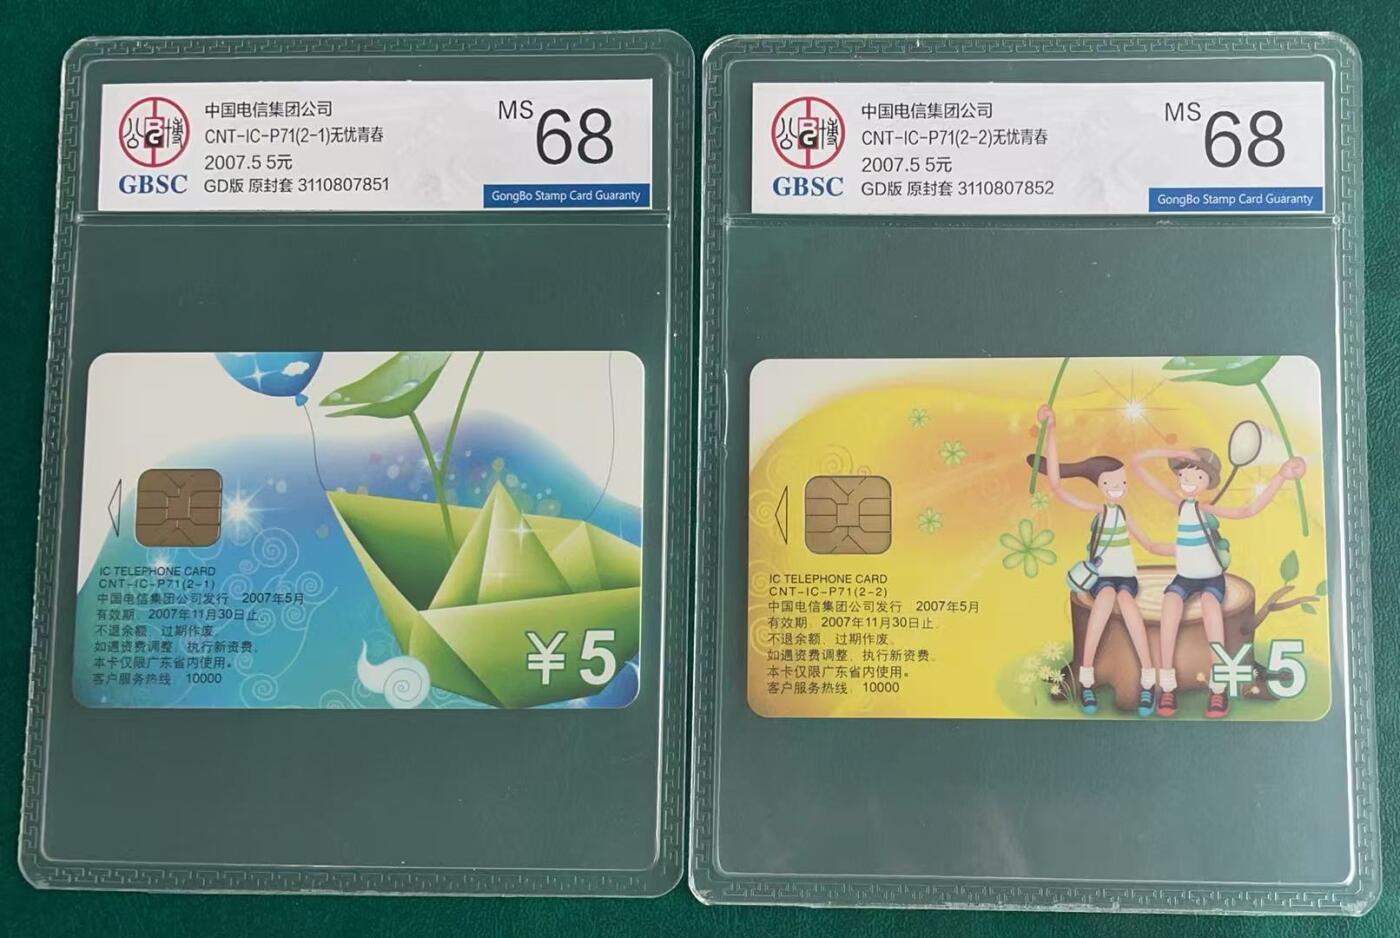 中国电信集团公司
CNT-IC-P71(2-1)无忧青春
2007.5 5元
GD版 原封套 3110807851
MS 68
公博
BG
GBSC
GongBo Stamp Card Guaranty
IC TELEPHONE CARD
CNT-IC-P71(2-1)
中国电信集团公司发行 2007年5月
有效期：2007年11月30日止。
不退余额，过期作废。
如遇资费调整，执行新资费。
本卡仅限广东省内使用。
客户服务热线：10000
¥5
中国电信集团公司
CNT-IC-P71(2-2)无忧青春
2007.5 5元
GD版 原封套 3110807852
MS 68
公博
BG
GBSC
GongBo Stamp Card Guaranty
IC TELEPHONE CARD
CNT-IC-P71(2-2)
中国电信集团公司发行 2007年5月
有效期：2007年11月30日止。
不退余额，过期作废。
如遇资费调整，执行新资费。
本卡仅限广东省内使用。
客户服务热线：10000
¥5